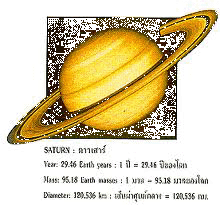 SATURN : ดาวเสาร์
Year: 29.46 Earth years : 1 ปี = 29.46 ปีของโลก
Mass: 95.18 Earth masses : 1 มวล = 95.18 มวลของโลก
Diameter: 120,536 km : เส้นผ่าศูนย์กลาง = 120,536 กม.